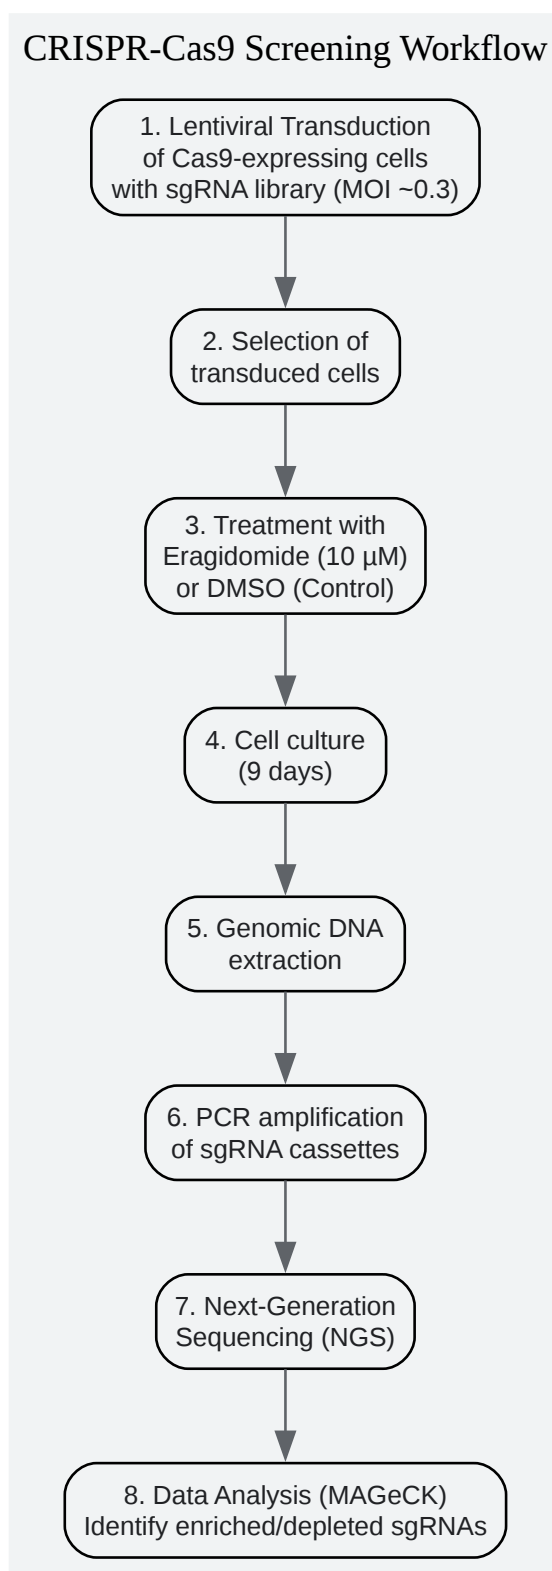 CRISPR-Cas9 Screening Workflow
1. Lentiviral Transduction
of Cas9-expressing cells
with sgRNA library (MOI ~0.3)
2. Selection of
transduced cells
3. Treatment with
Eragidomide (10 µM)
or DMSO (Control)
4. Cell culture
(9 days)
5. Genomic DNA
extraction
6. PCR amplification
of sgRNA cassettes
7. Next-Generation
Sequencing (NGS)
8. Data Analysis (MAGeCK)
Identify enriched/depleted sgRNAs